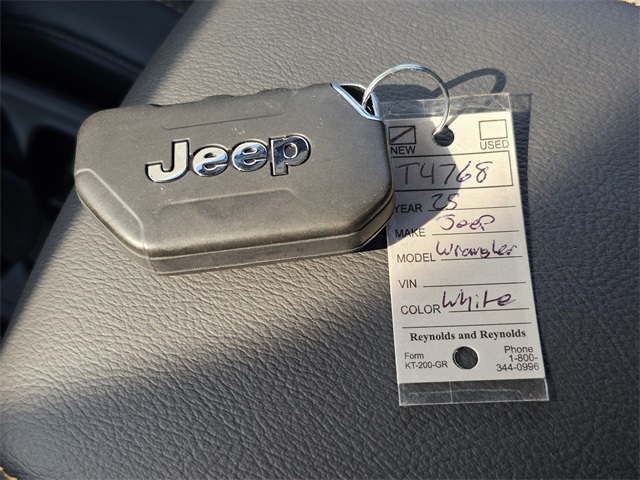 Jeep
NEW USED
T4768
YEAR 25
MAKE Jeep
MODEL Wrangler
VIN
COLOR White
Reynolds and Reynolds
Form
KT-200-GR
Phone
1-800-
344-0996